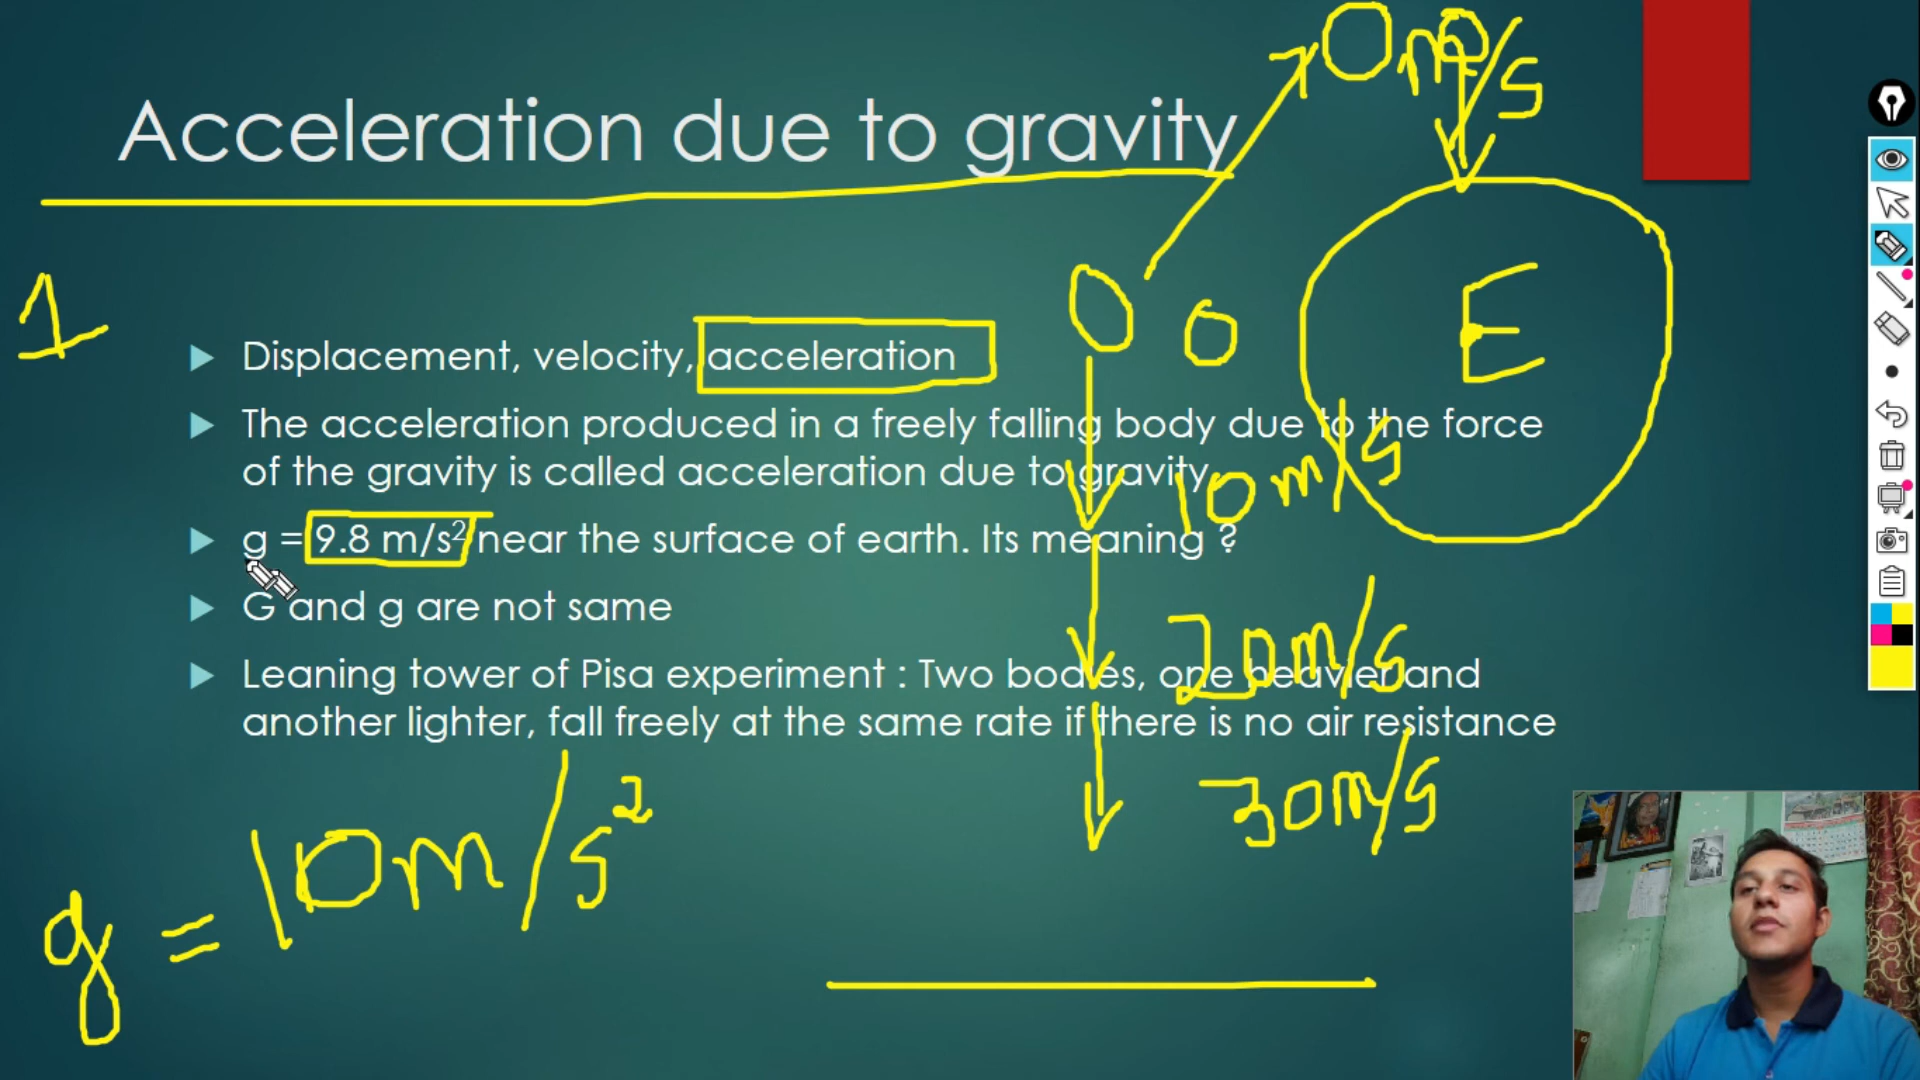 0m/s
Acceleration due to gravity
1
E
▶ Displacement, velocity, acceleration
▶ The acceleration produced in a freely falling body due to the force
of the gravity is called acceleration due to gravity
10m/s
▶ g = 9.8 m/s² near the surface of earth. Its meaning ?
▶ G and g are not same
20m/s
▶ Leaning tower of Pisa experiment : Two bodies, one heavier and
another lighter, fall freely at the same rate if there is no air resistance
30m/s
g = 10m/s²